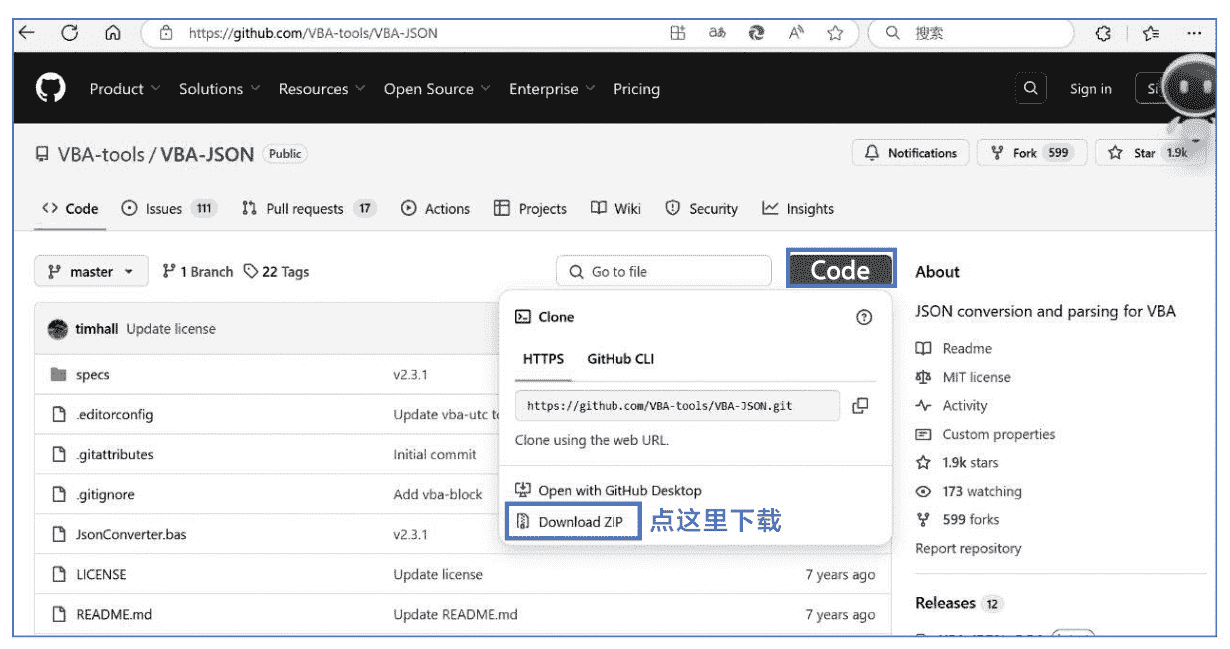 https://github.com/VBA-tools/VBA-JSON
搜索
Product Solutions Resources Open Source Enterprise Pricing
Sign in
VBA-tools / VBA-JSON Public
Notifications
Fork 599
Star 1.9k
Code
Issues 111
Pull requests 17
Actions
Projects
Wiki
Security
Insights
master
1 Branch
22 Tags
Go to file
Code
timhall Update license
specs v2.3.1
.editorconfig Update vba-utc
.gitattributes Initial commit
.gitignore Add vba-block
JsonConverter.bas v2.3.1
LICENSE Update license 7 years ago
README.md Update README.md 7 years ago
Clone
HTTPS GitHub CLI
https://github.com/VBA-tools/VBA-JSON.git
Clone using the web URL.
Open with GitHub Desktop
Download ZIP 点这里下载
About
JSON conversion and parsing for VBA
Readme
MIT license
Activity
Custom properties
1.9k stars
173 watching
599 forks
Report repository
Releases 12